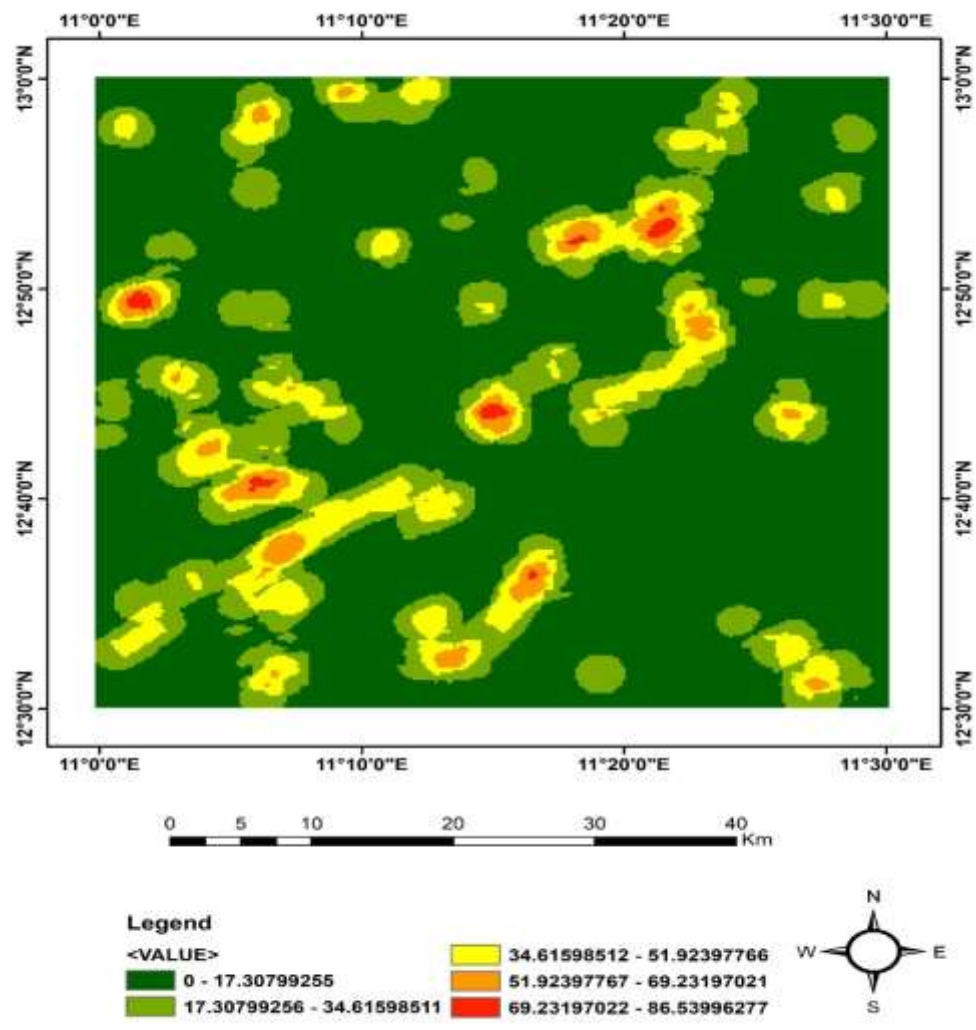 11°0'0"E 11°10'0"E 11°20'0"E 11°30'0"E
13°0'0"N 13°0'0"N
12°50'0"N 12°50'0"N
12°40'0"N 12°40'0"N
12°30'0"N 12°30'0"N
11°0'0"E 11°10'0"E 11°20'0"E 11°30'0"E
0 5 10 20 30 40
Km
Legend
<VALUE>
0 - 17.30799255
17.30799256 - 34.61598511
34.61598512 - 51.92397766
51.92397767 - 69.23197021
69.23197022 - 86.53996277
N
W E
S